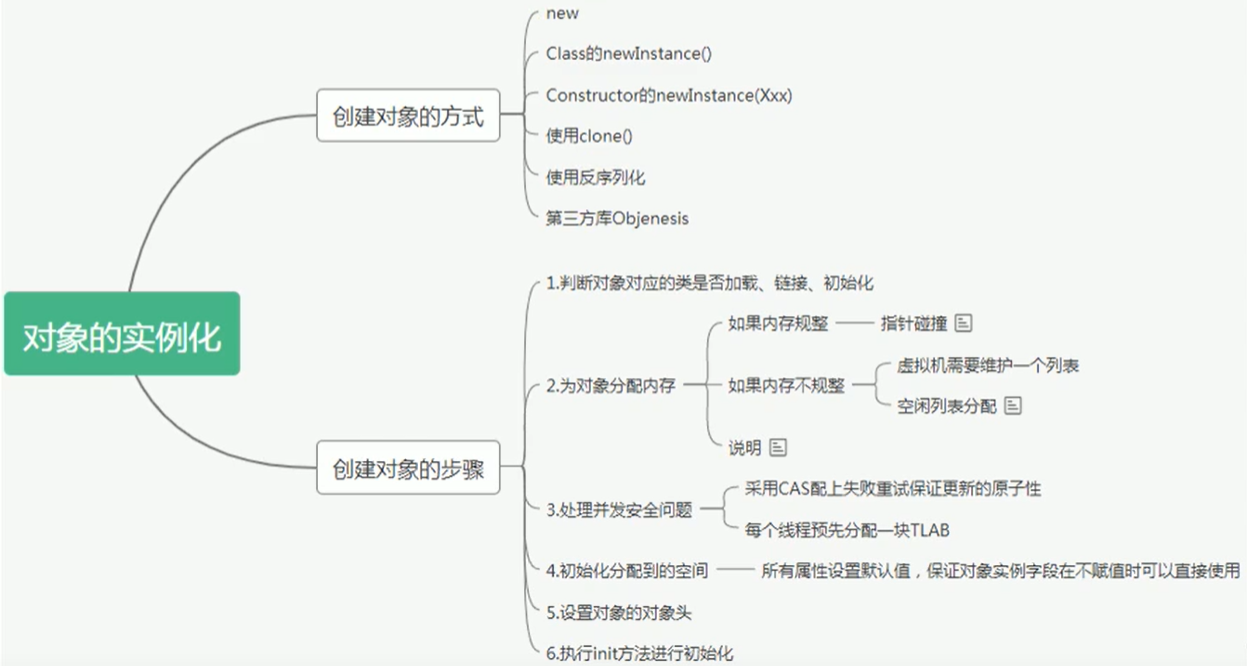 对象的实例化
创建对象的方式
new
Class的newInstance()
Constructor的newInstance(Xxx)
使用clone()
使用反序列化
第三方库Objenesis
创建对象的步骤
1.判断对象对应的类是否加载、链接、初始化
2.为对象分配内存
如果内存规整
指针碰撞
如果内存不规整
虚拟机需要维护一个列表
空闲列表分配
说明
3.处理并发安全问题
采用CAS配上失败重试保证更新的原子性
每个线程预先分配一块TLAB
4.初始化分配到的空间
所有属性设置默认值，保证对象实例字段在不赋值时可以直接使用
5.设置对象的对象头
6.执行init方法进行初始化